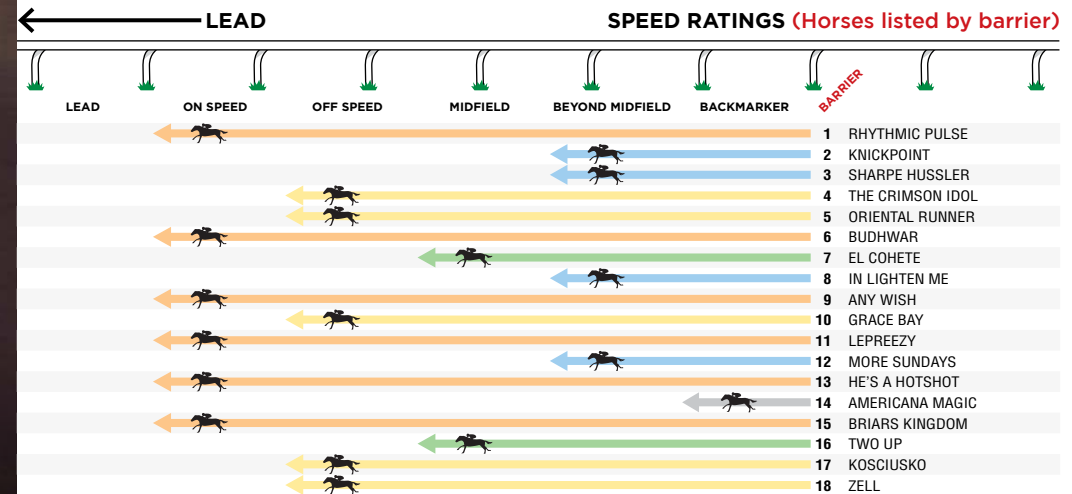 LEAD SPEED RATINGS (Horses listed by barrier)
LEAD ON SPEED OFF SPEED MIDFIELD BEYOND MIDFIELD BACKMARKER BARRIER
1 RHYTHMIC PULSE
2 KNICKPOINT
3 SHARPE HUSSLER
4 THE CRIMSON IDOL
5 ORIENTAL RUNNER
6 BUDHWAR
7 EL COHETE
8 IN LIGHTEN ME
9 ANY WISH
10 GRACE BAY
11 LEPREEZY
12 MORE SUNDAYS
13 HE'S A HOTSHOT
14 AMERICANA MAGIC
15 BRIARS KINGDOM
16 TWO UP
17 KOSCIUSKO
18 ZELL